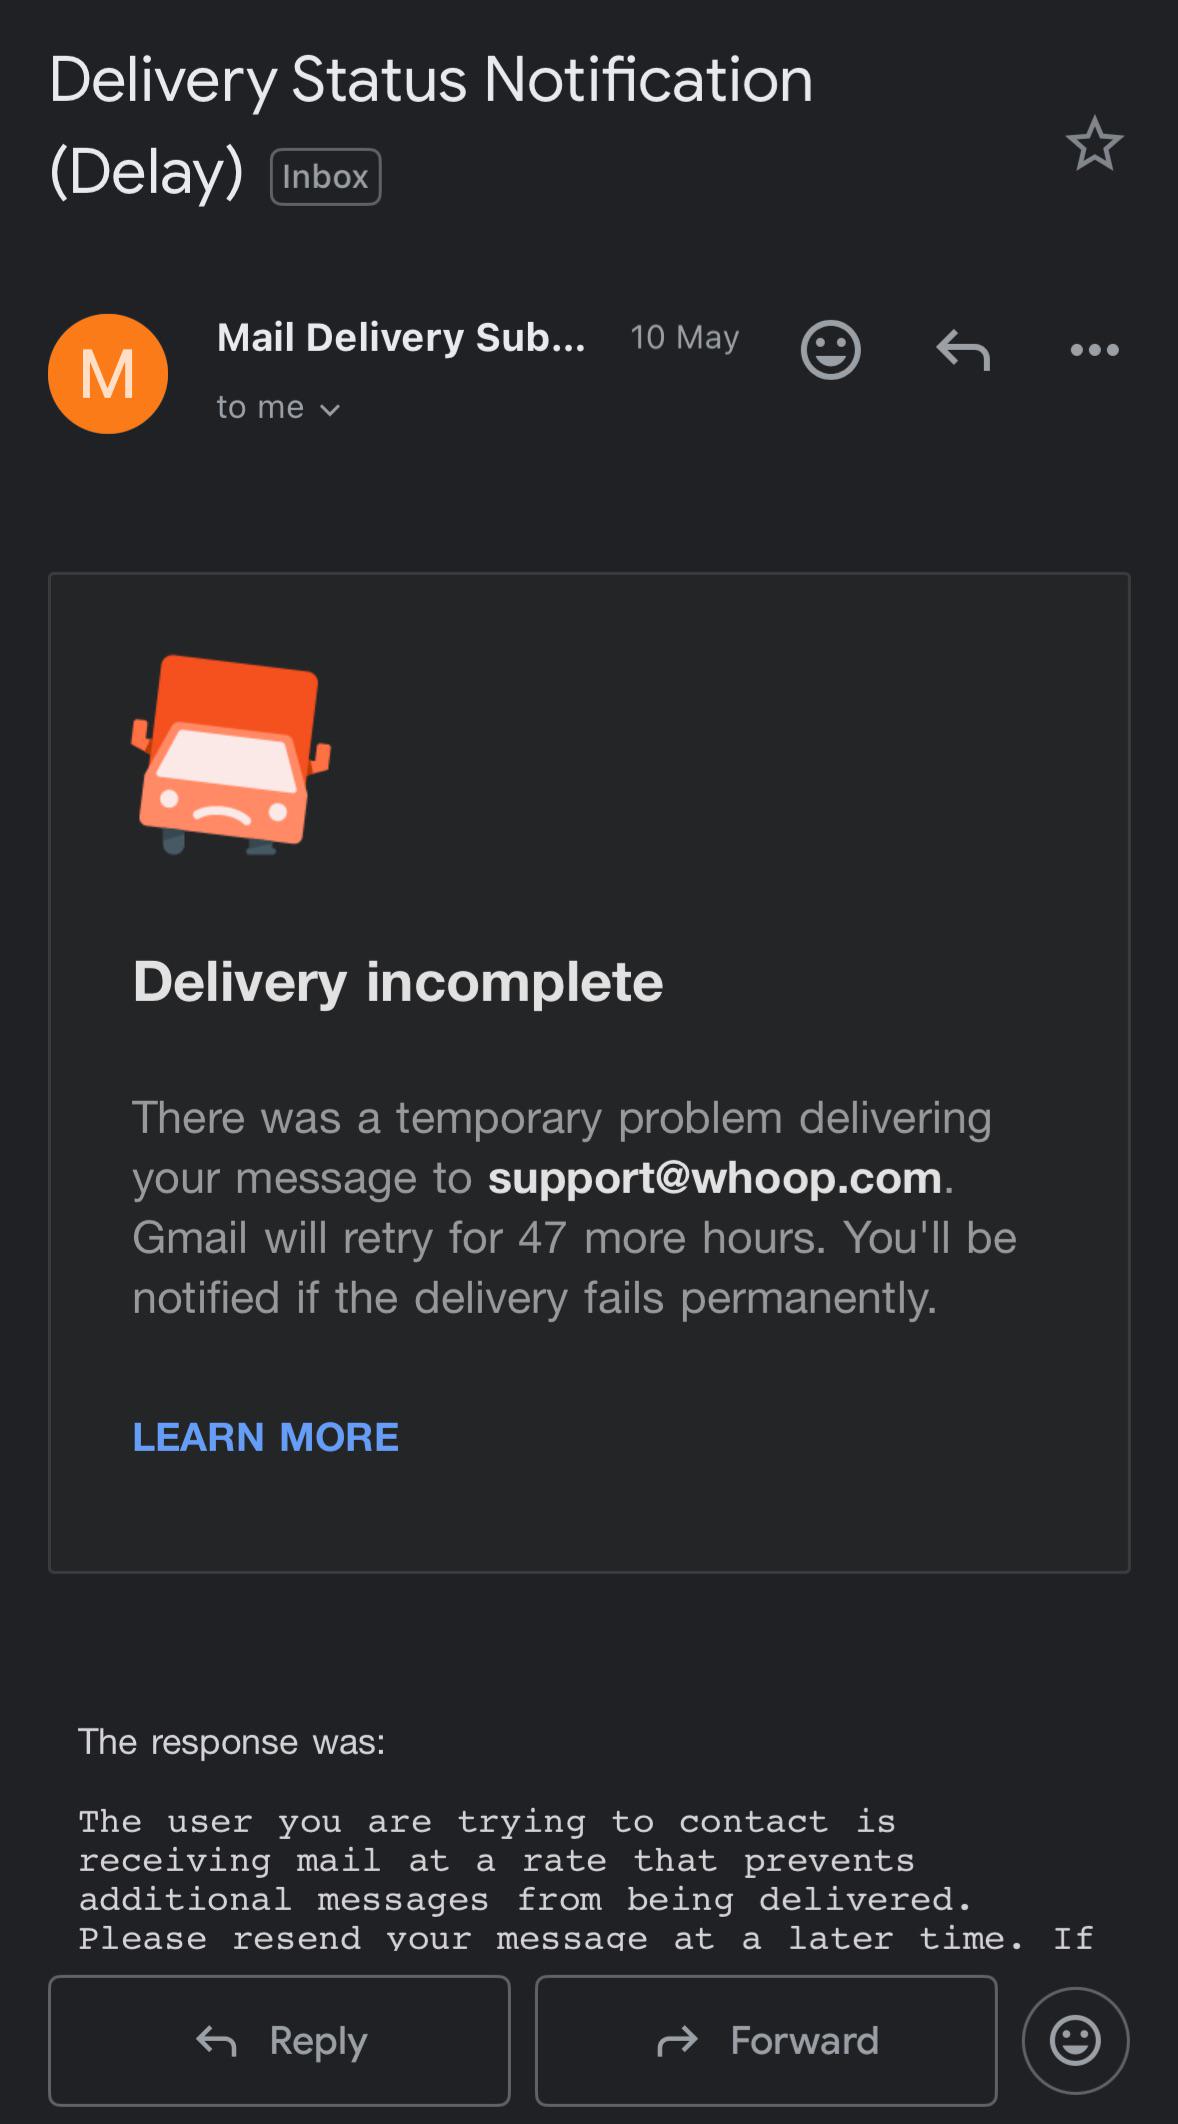 Delivery Status Notification
(Delay) Inbox
M
Mail Delivery Sub... 10 May
to me
Delivery incomplete
There was a temporary problem delivering
your message to support@whoop.com.
Gmail will retry for 47 more hours. You'll be
notified if the delivery fails permanently.
LEARN MORE
The response was:
The user you are trying to contact is
receiving mail at a rate that prevents
additional messages from being delivered.
Please resend your message at a later time. If
Reply Forward